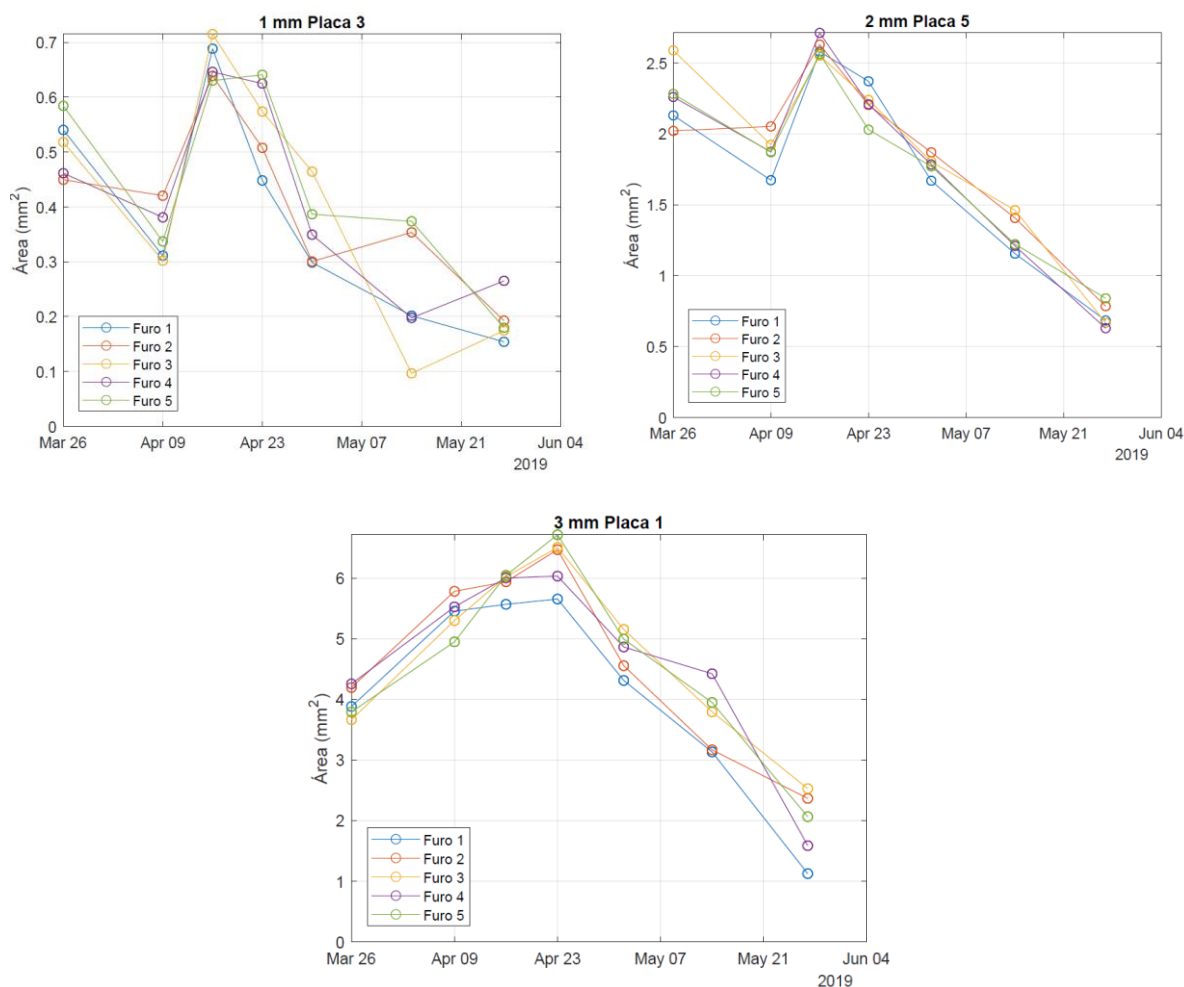 1 mm Placa 3
Área (mm²)
0.7
0.6
0.5
0.4
0.3
0.2
0.1
0
Furo 1
Furo 2
Furo 3
Furo 4
Furo 5
Mar 26 Apr 09 Apr 23 May 07 May 21 Jun 04
2019
2 mm Placa 5
Área (mm²)
2.5
2
1.5
1
0.5
0
Furo 1
Furo 2
Furo 3
Furo 4
Furo 5
Mar 26 Apr 09 Apr 23 May 07 May 21 Jun 04
2019
3 mm Placa 1
Área (mm²)
6
5
4
3
2
1
0
Furo 1
Furo 2
Furo 3
Furo 4
Furo 5
Mar 26 Apr 09 Apr 23 May 07 May 21 Jun 04
2019